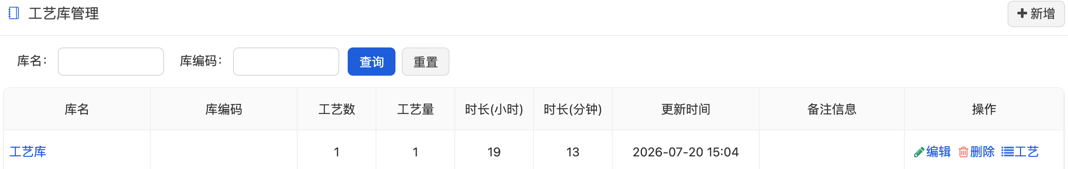 工艺库管理
新增
库名：
库编码：
查询
重置
库名 库编码 工艺数 工艺量 时长(小时) 时长(分钟) 更新时间 备注信息 操作
工艺库 1 1 19 13 2026-07-20 15:04 编辑 删除 工艺